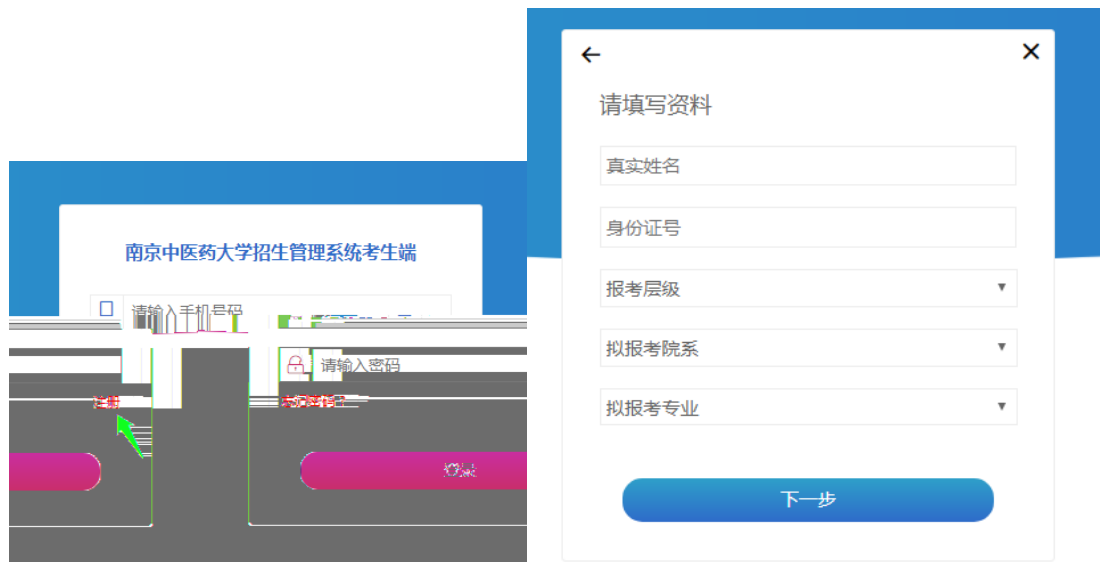 南京中医药大学招生管理系统考生端
请输入手机号码
请输入密码
注册
请填写资料
真实姓名
身份证号
报考层级
拟报考院系
拟报考专业
下一步